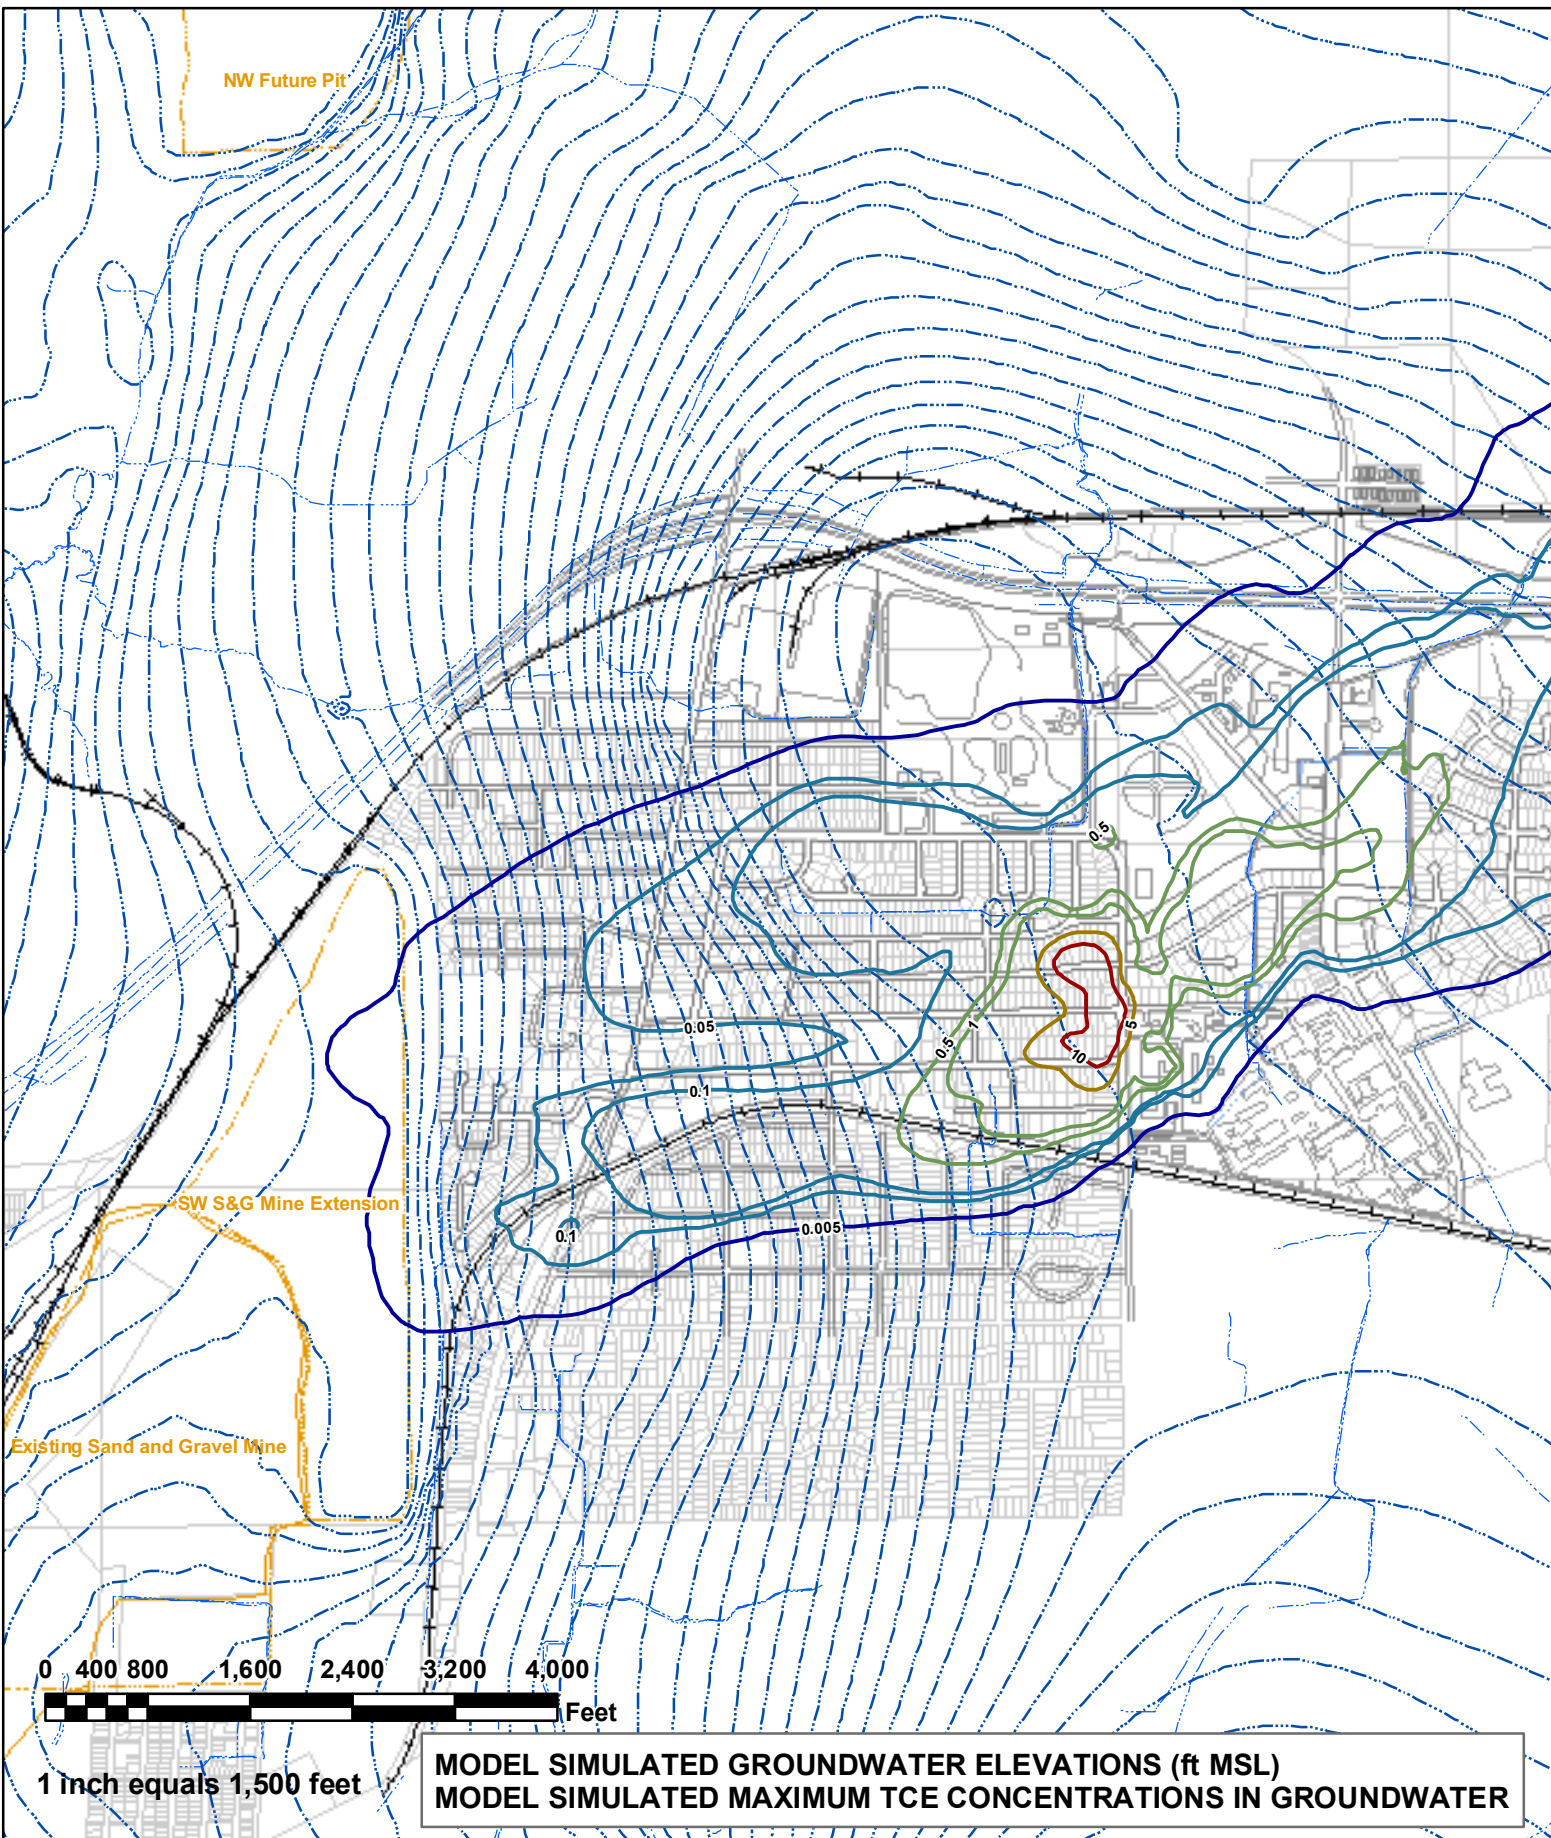 NW Future Pit
0.5
0.05
0.5
1
5
10
0.1
SW S&G Mine Extension
0.1
0.005
Existing Sand and Gravel Mine
0 400 800 1,600 2,400 3,200 4,000
Feet
1 inch equals 1,500 feet
MODEL SIMULATED GROUNDWATER ELEVATIONS (ft MSL)
MODEL SIMULATED MAXIMUM TCE CONCENTRATIONS IN GROUNDWATER